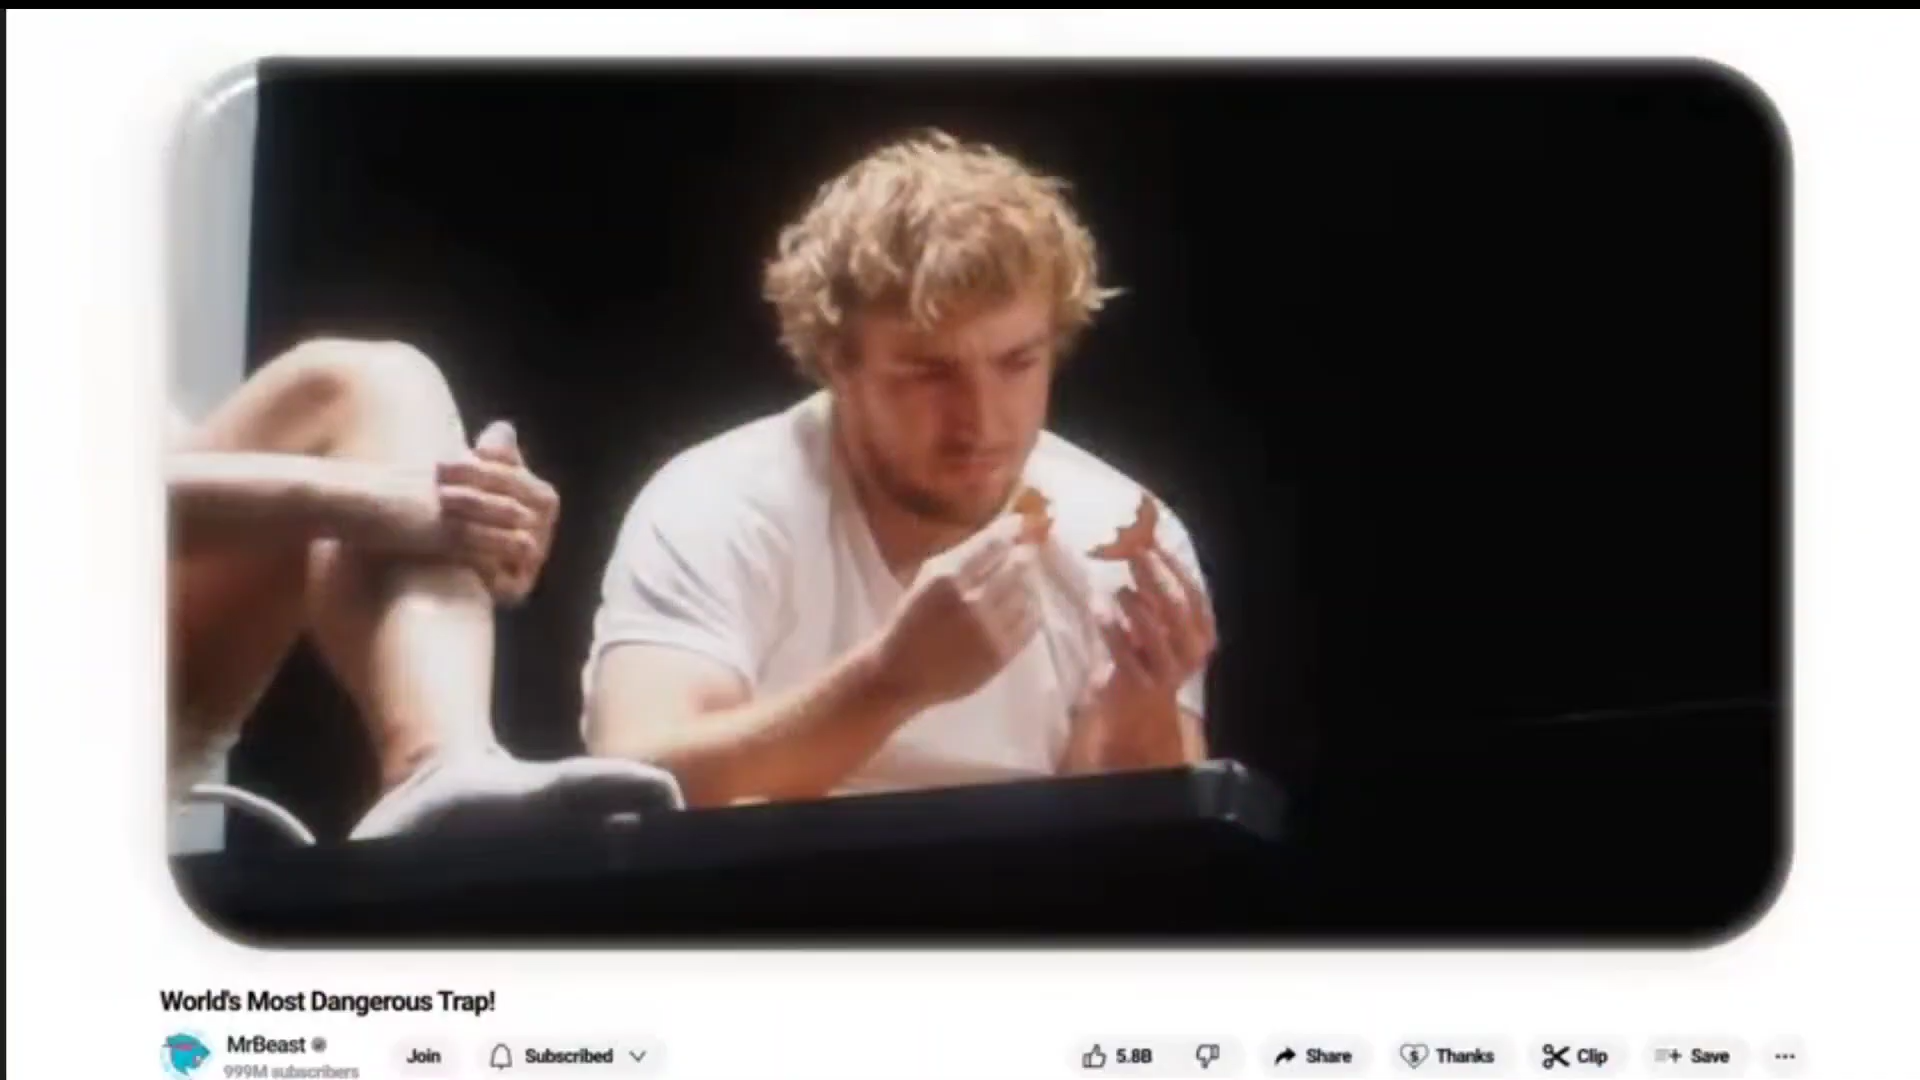 World's Most Dangerous Trap!
MrBeast
999M subscribers
Join
Subscribed
5.8B
Share
Thanks
Clip
Save